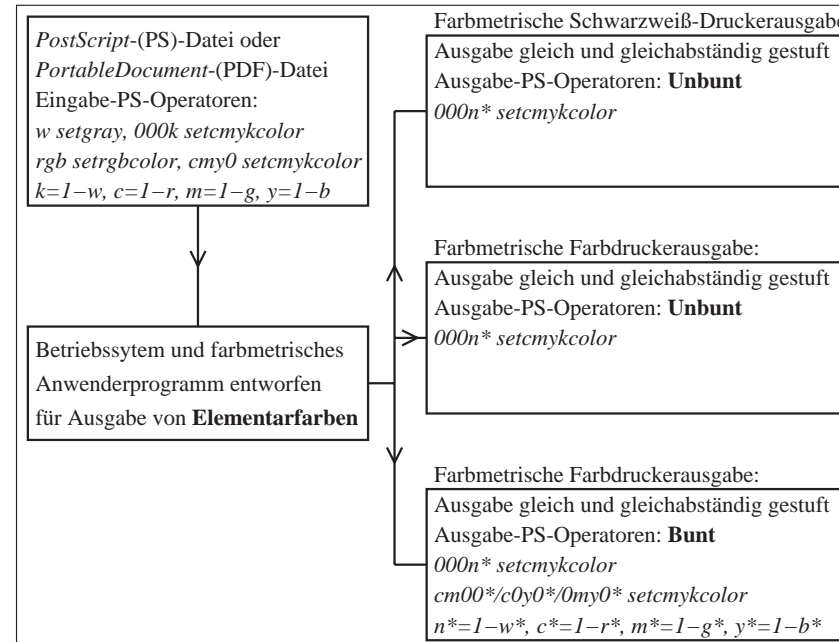 PostScript-(PS)-Datei oder
PortableDocument-(PDF)-Datei
Eingabe-PS-Operatoren:
w setgray, 000k setcmykcolor
rgb setrgbcolor, cmy0 setcmykcolor
k=1–w, c=1–r, m=1–g, y=1–b
Betriebssytem und farbmetrisches
Anwenderprogramm entworfen
für Ausgabe von Elementarfarben
Farbmetrische Schwarzweiß-Druckerausgabe
Ausgabe gleich und gleichabständig gestuft
Ausgabe-PS-Operatoren: Unbunt
000n* setcmykcolor
Farbmetrische Farbdruckerausgabe:
Ausgabe gleich und gleichabständig gestuft
Ausgabe-PS-Operatoren: Unbunt
000n* setcmykcolor
Farbmetrische Farbdruckerausgabe:
Ausgabe gleich und gleichabständig gestuft
Ausgabe-PS-Operatoren: Bunt
000n* setcmykcolor
cm00*/c0y0*/0my0* setcmykcolor
n*=1–w*, c*=1–r*, m*=1–g*, y*=1–b*